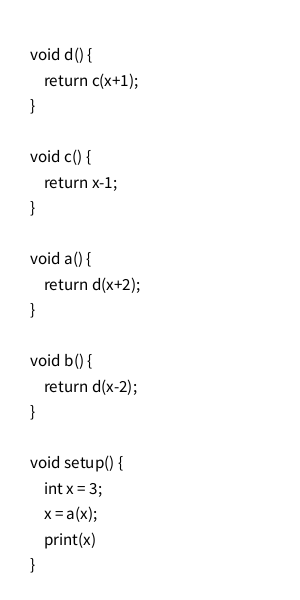 void d() {
    return c(x+1);
}

void c() {
    return x-1;
}

void a() {
    return d(x+2);
}

void b() {
    return d(x-2);
}

void setup() {
    int x = 3;
    x = a(x);
    print(x)
}